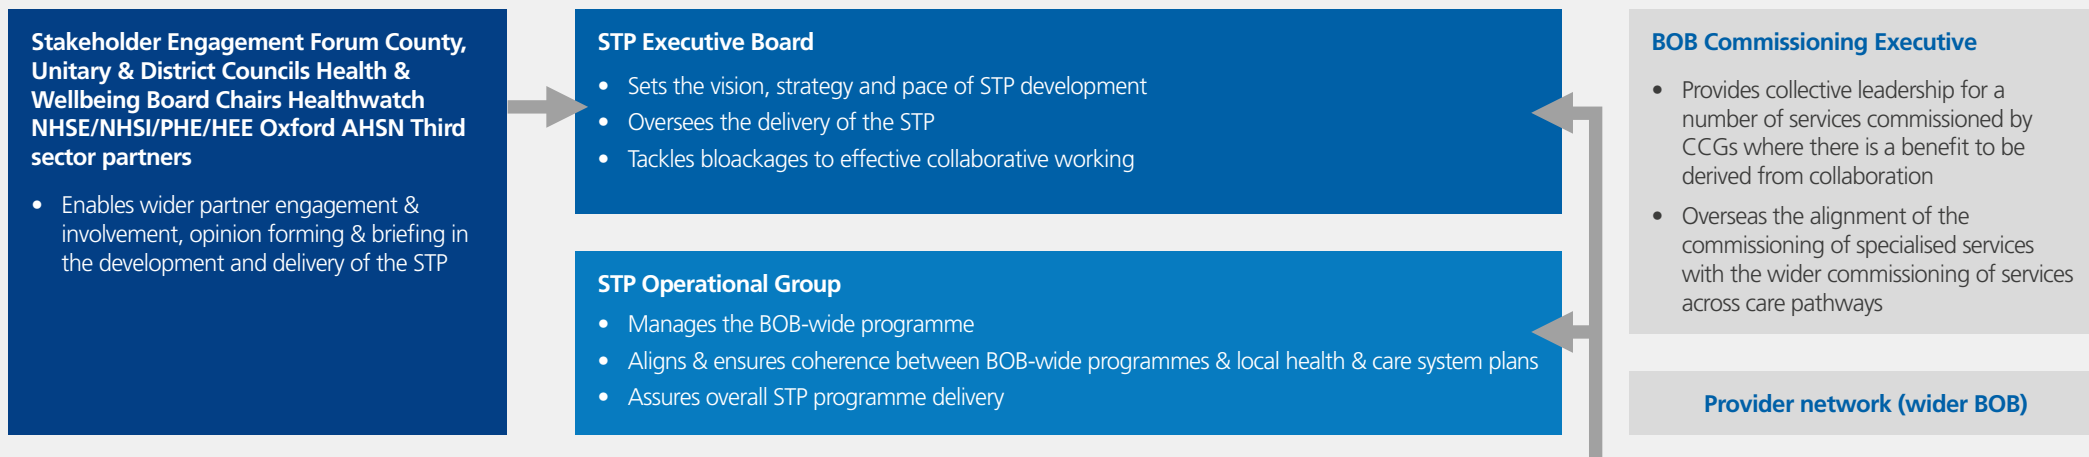 Stakeholder Engagement Forum County,
Unitary & District Councils Health &
Wellbeing Board Chairs Healthwatch
NHSE/NHSI/PHE/HEE Oxford AHSN Third
sector partners
• Enables wider partner engagement &
involvement, opinion forming & briefing in
the development and delivery of the STP
STP Executive Board
• Sets the vision, strategy and pace of STP development
• Oversees the delivery of the STP
• Tackles bloackages to effective collaborative working
STP Operational Group
• Manages the BOB-wide programme
• Aligns & ensures coherence between BOB-wide programmes & local health & care system plans
• Assures overall STP programme delivery
BOB Commissioning Executive
• Provides collective leadership for a
number of services commissioned by
CCGs where there is a benefit to be
derived from collaboration
• Overseas the alignment of the
commissioning of specialised services
with the wider commissioning of services
across care pathways
Provider network (wider BOB)